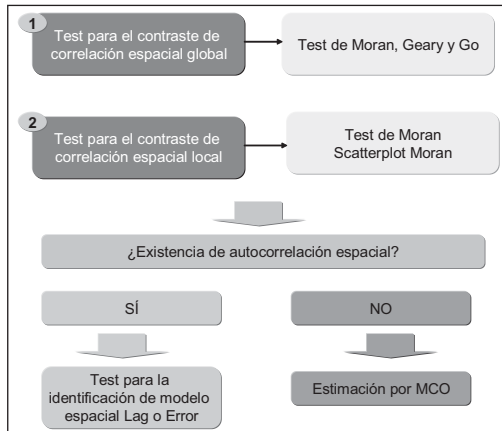 1
Test para el contraste de
correlación espacial global
Test de Moran, Geary y Go
2
Test para el contraste de
correlación espacial local
Test de Moran
Scatterplot Moran
¿Existencia de autocorrelación espacial?
SÍ
NO
Test para la
identificación de modelo
espacial Lag o Error
Estimación por MCO